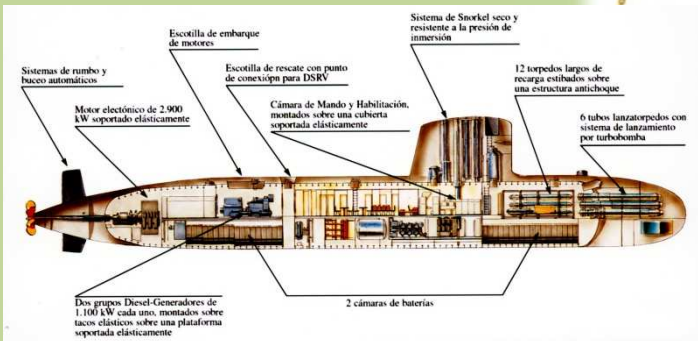 Escotilla de embarque
de motores
Sistema de Snorkel seco y
resistente a la presión de
inmersión
Sistemas de rumbo y
buceo automáticos
Escotilla de rescate con punto
de conexiópn para DSRV
12 torpedos largos de
recarga estibados sobre
una estructura antichoque
Motor electónico de 2.900
kW soportado elásticamente
Cámara de Mando y Habilitación,
montados sobre una cubierta
soportada elásticamente
6 tubos lanzatorpedos con
sistema de lanzamiento
por turbobomba
Dos grupos Diesel-Generadores de
1.100 kW cada uno, montados sobre
tacos elásticos sobre una plataforma
soportada elásticamente
2 cámaras de baterías